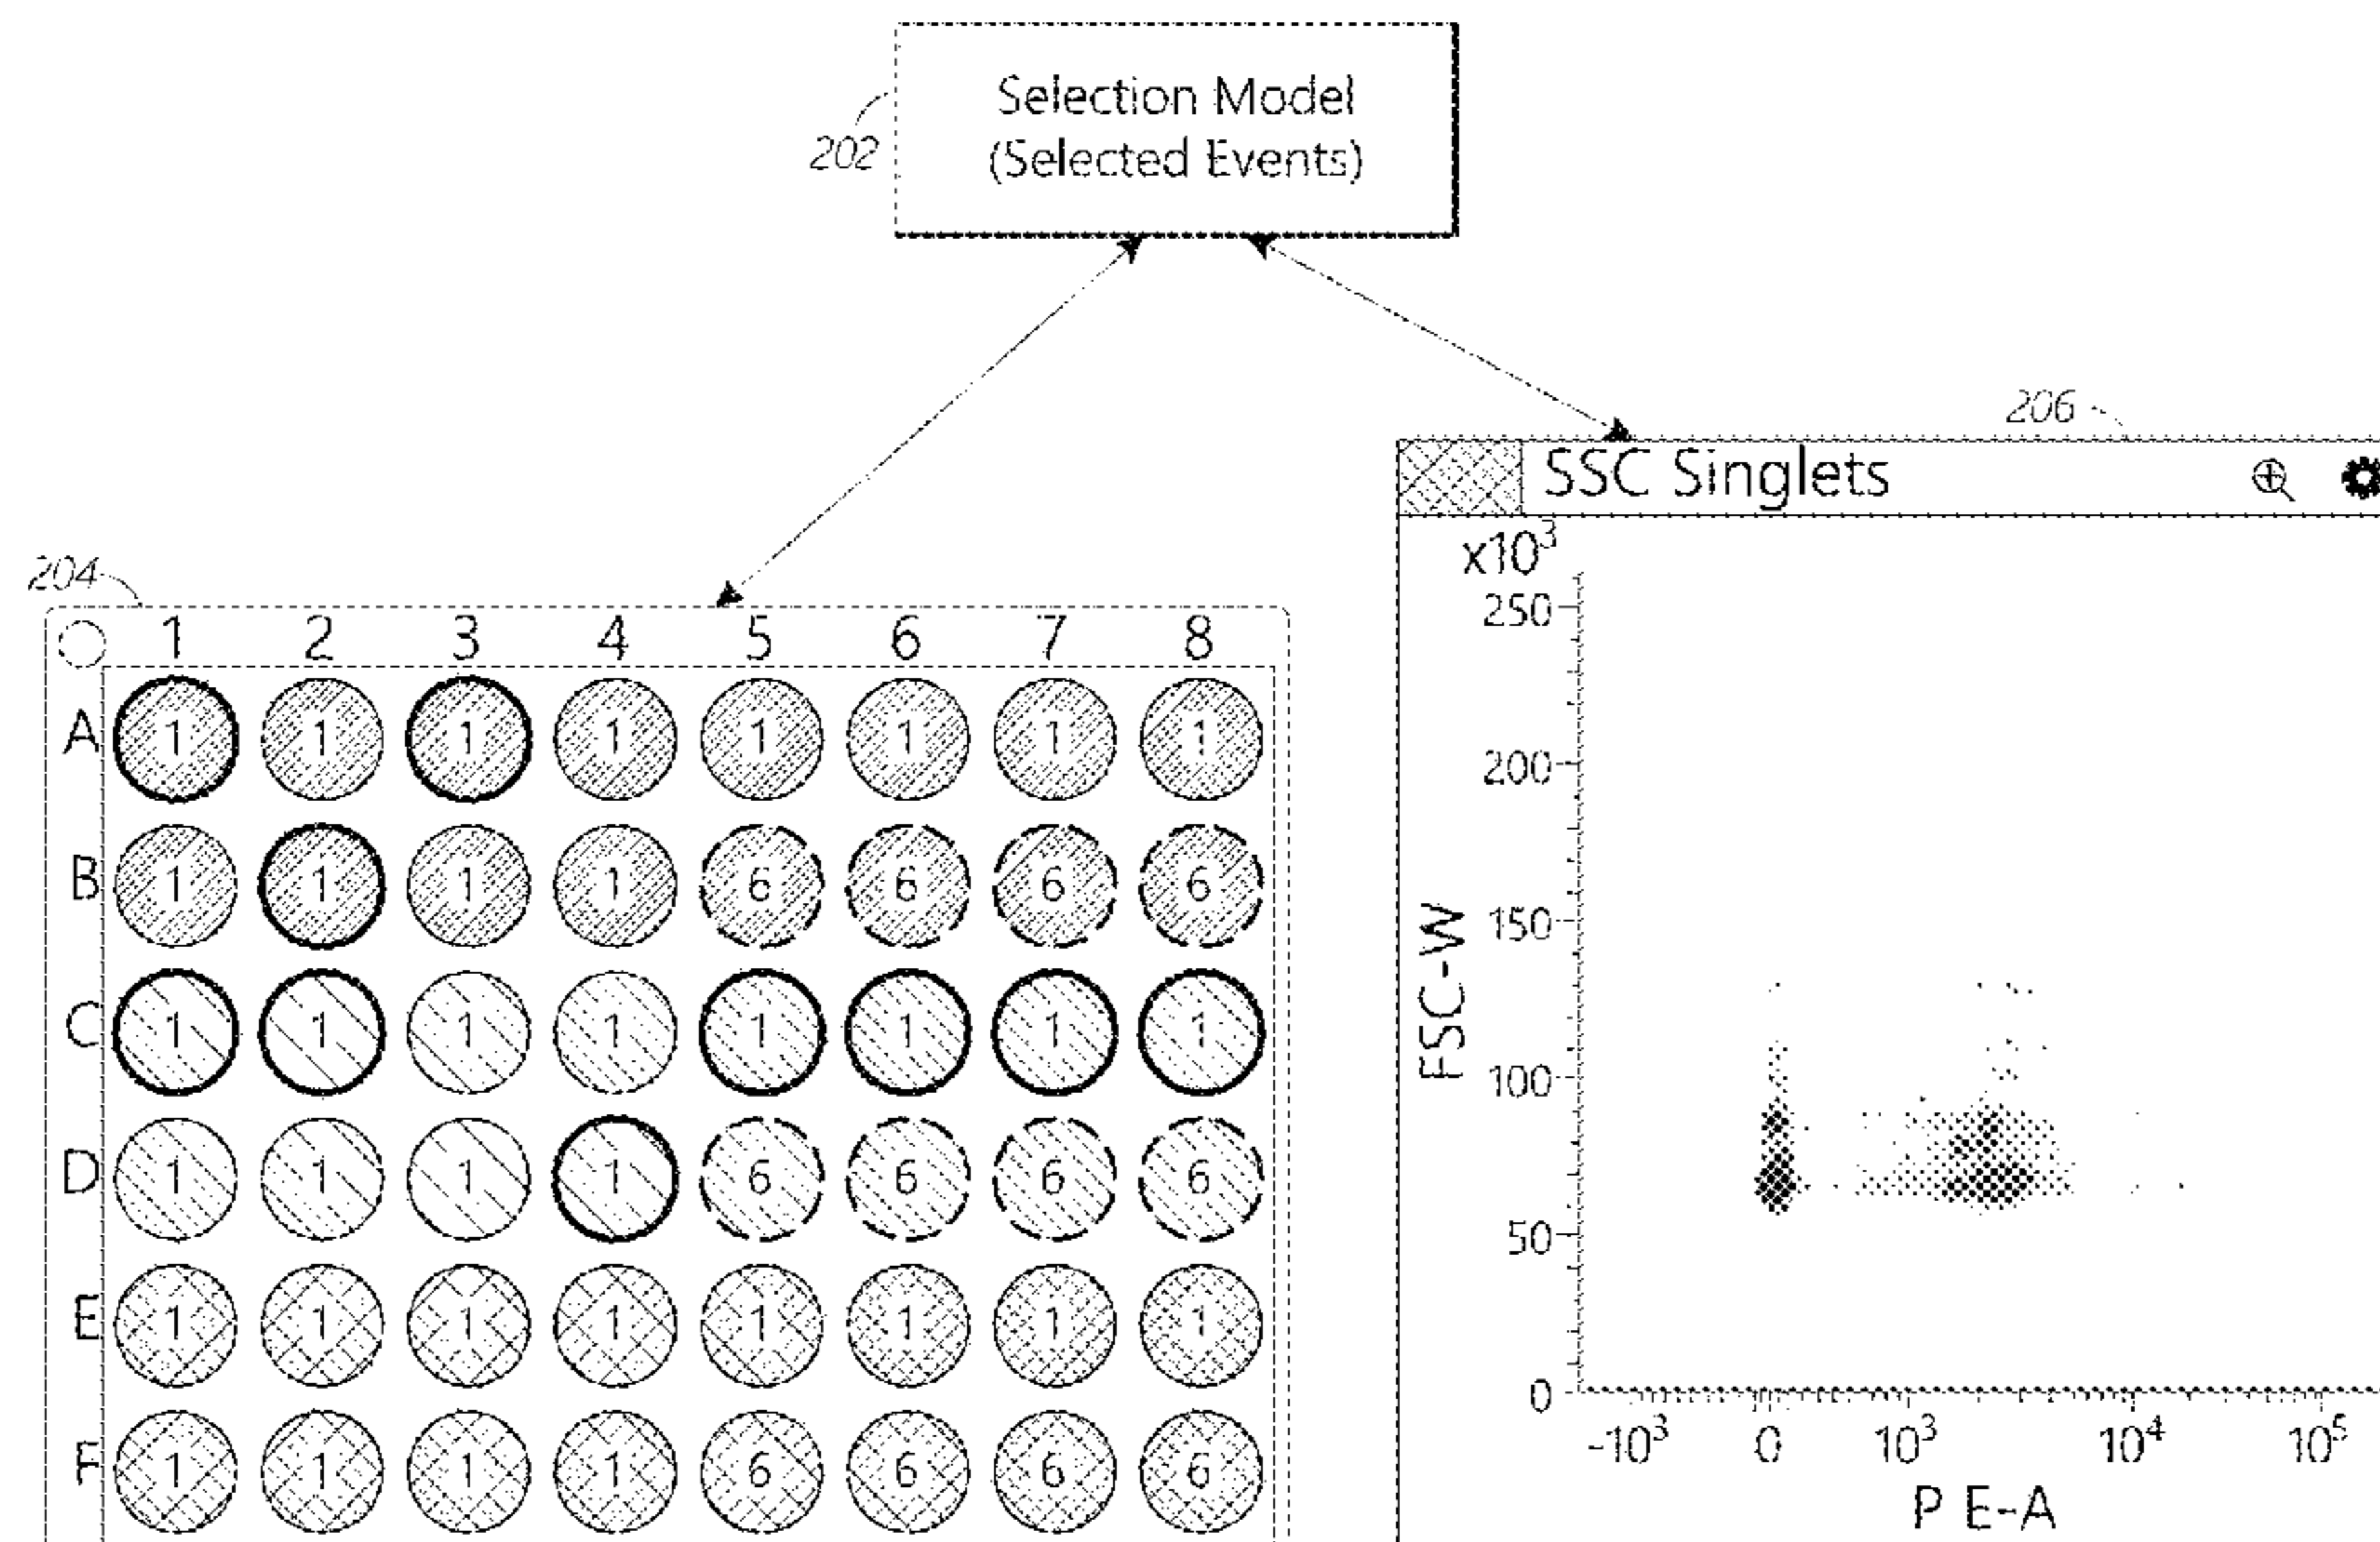 Selection Model
(Selected Events)
202
206
SSC Singlets
204
x10³
1 2 3 4 5 6 7 8
A 1 1 1 1 1 1 1 1
B 1 1 1 1 6 6 6 6
C 1 1 1 1 1 1 1 1
D 1 1 1 1 6 6 6 6
E 1 1 1 1 1 1 1 1
F 1 1 1 1 6 6 6 6
250
200
150
100
50
0
FSC-W
-10³ 0 10³ 10⁴ 10⁵
P E-A